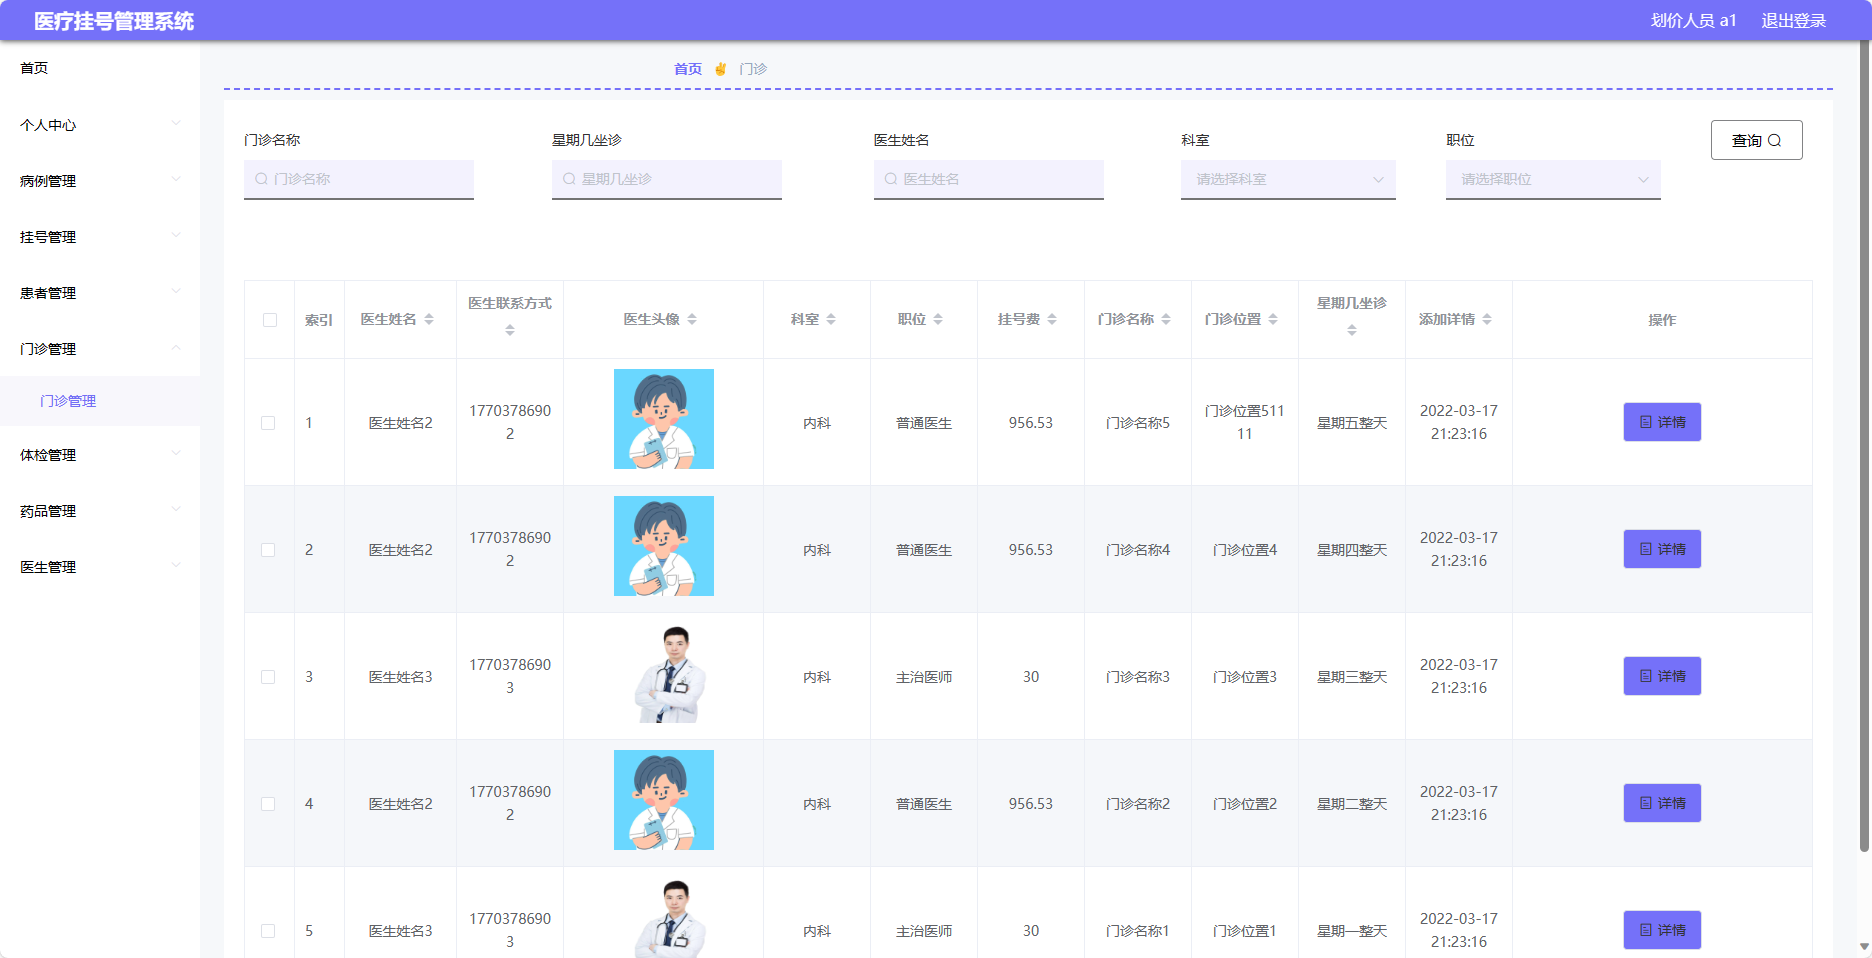 医疗挂号管理系统
划价人员 a1 退出登录
首页
个人中心
病例管理
挂号管理
患者管理
门诊管理
门诊管理
体检管理
药品管理
医生管理
首页 ✌ 门诊
门诊名称 星期几坐诊 医生姓名 科室 职位 查询
门诊名称 星期几坐诊 医生姓名 请选择科室 请选择职位
索引 医生姓名 医生联系方式 医生头像 科室 职位 挂号费 门诊名称 门诊位置 星期几坐诊 添加详情 操作
1 医生姓名2 17703786902 内科 普通医生 956.53 门诊名称5 门诊位置51111 星期五整天 2022-03-17 21:23:16 详情
2 医生姓名2 17703786902 内科 普通医生 956.53 门诊名称4 门诊位置4 星期四整天 2022-03-17 21:23:16 详情
3 医生姓名3 17703786903 内科 主治医师 30 门诊名称3 门诊位置3 星期三整天 2022-03-17 21:23:16 详情
4 医生姓名2 17703786902 内科 普通医生 956.53 门诊名称2 门诊位置2 星期二整天 2022-03-17 21:23:16 详情
5 医生姓名3 17703786903 内科 主治医师 30 门诊名称1 门诊位置1 星期一整天 2022-03-17 21:23:16 详情